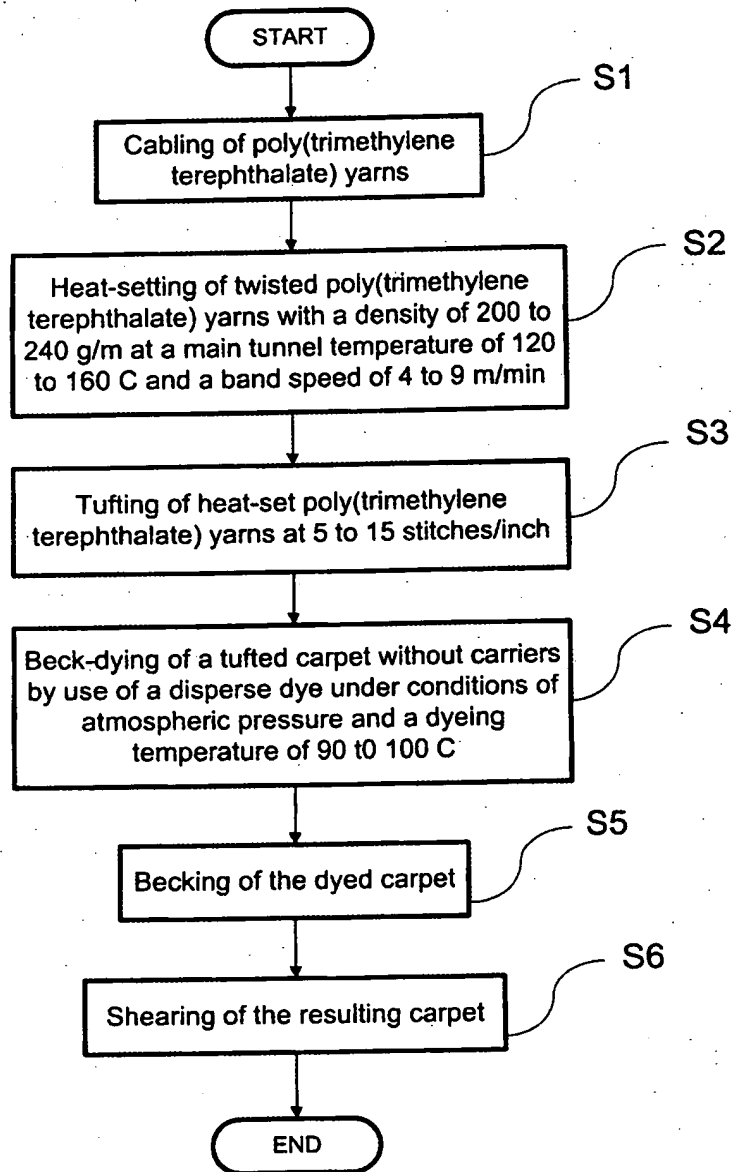 START
S1
Cabling of poly(trimethylene
terephthalate) yarns
S2
Heat-setting of twisted poly(trimethylene
terephthalate) yarns with a density of 200 to
240 g/m at a main tunnel temperature of 120
to 160 C and a band speed of 4 to 9 m/min
S3
Tufting of heat-set poly(trimethylene
terephthalate) yarns at 5 to 15 stitches/inch
S4
Beck-dying of a tufted carpet without carriers
by use of a disperse dye under conditions of
atmospheric pressure and a dyeing
temperature of 90 t0 100 C
S5
Becking of the dyed carpet
S6
Shearing of the resulting carpet
END